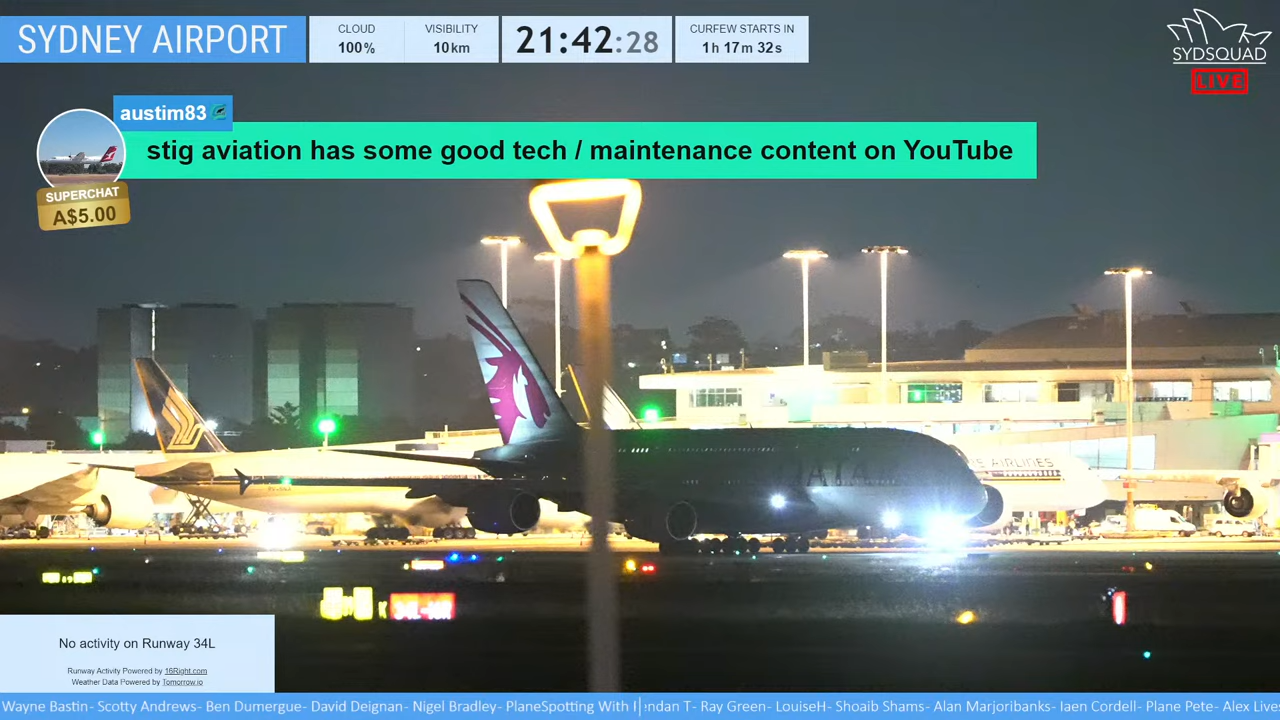 SYDNEY AIRPORT
CLOUD
100%
VISIBILITY
10km
21:42:28
CURFEW STARTS IN
1h 17m 32s
SYDSQUAD
LIVE
austim83
stig aviation has some good tech / maintenance content on YouTube
SUPERCHAT
A$5.00
AIRLINES
K
No activity on Runway 34L
Runway Activity Powered by 16Right.com
Weather Data Powered by Tomorrow.io
Wayne Bastin- Scotty Andrews- Ben Dumergue- David Deignan- Nigel Bradley- PlaneSpotting With ndan T- Ray Green- LouiseH- Shoaib Shams- Alan Marjoribanks- Iaen Cordell- Plane Pete- Alex Live